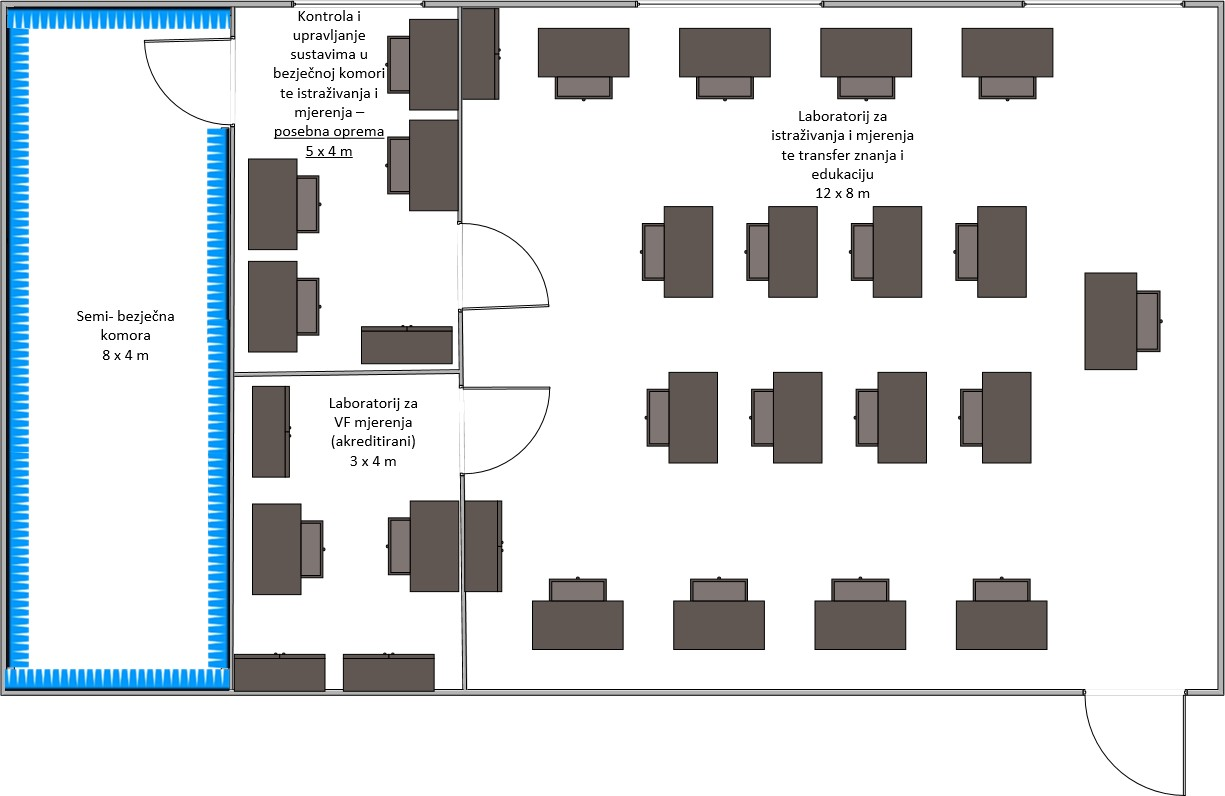 Semi- bezječna
komora
8 x 4 m
Kontrola i
upravljanje
sustavima u
bezječnoj komori
te istraživanja i
mjerenja –
posebna oprema
5 x 4 m
Laboratorij za
VF mjerenja
(akreditirani)
3 x 4 m
Laboratorij za
istraživanja i mjerenja
te transfer znanja i
edukaciju
12 x 8 m